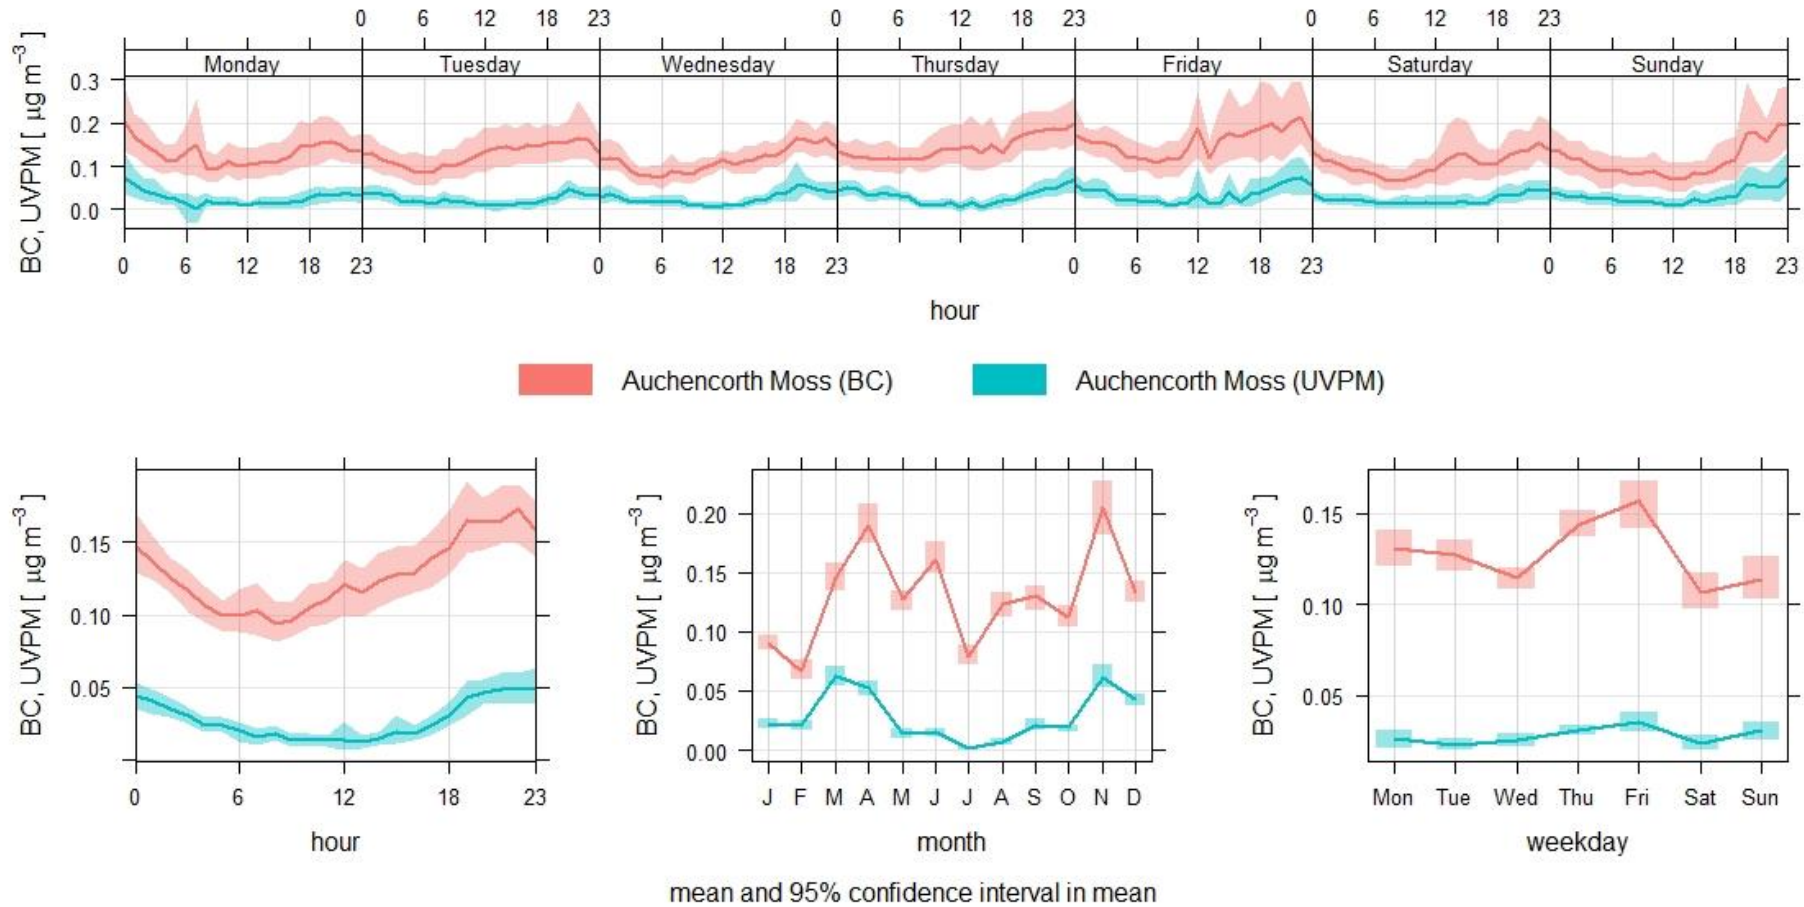 0 6 12 18 23 0 6 12 18 23 0 6 12 18 23
Monday Tuesday Wednesday Thursday Friday Saturday Sunday
BC, UVPM [ µg m⁻³ ]
0.3
0.2
0.1
0.0
0 6 12 18 23 0 6 12 18 23 0 6 12 18 23 0 6 12 18 23
hour
Auchencorth Moss (BC) Auchencorth Moss (UVPM)
BC, UVPM [ µg m⁻³ ]
0.15
0.10
0.05
0 6 12 18 23
hour
BC, UVPM [ µg m⁻³ ]
0.20
0.15
0.10
0.05
0.00
J F M A M J J A S O N D
month
BC, UVPM [ µg m⁻³ ]
0.15
0.10
0.05
Mon Tue Wed Thu Fri Sat Sun
weekday
mean and 95% confidence interval in mean